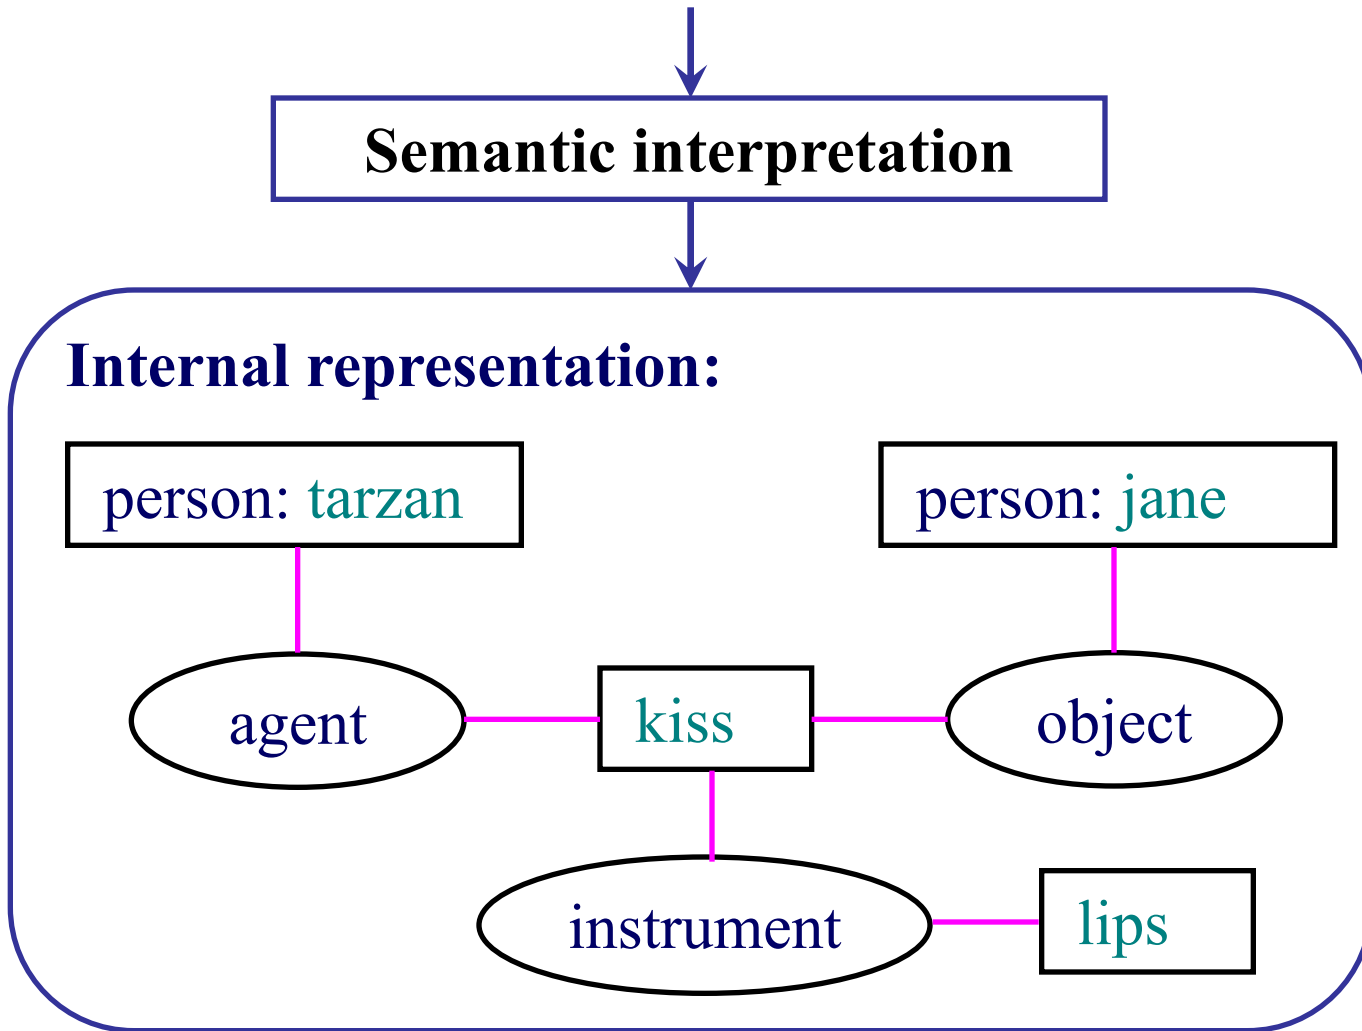 Semantic interpretation
Internal representation:
person: tarzan
person: jane
agent
kiss
object
instrument
lips